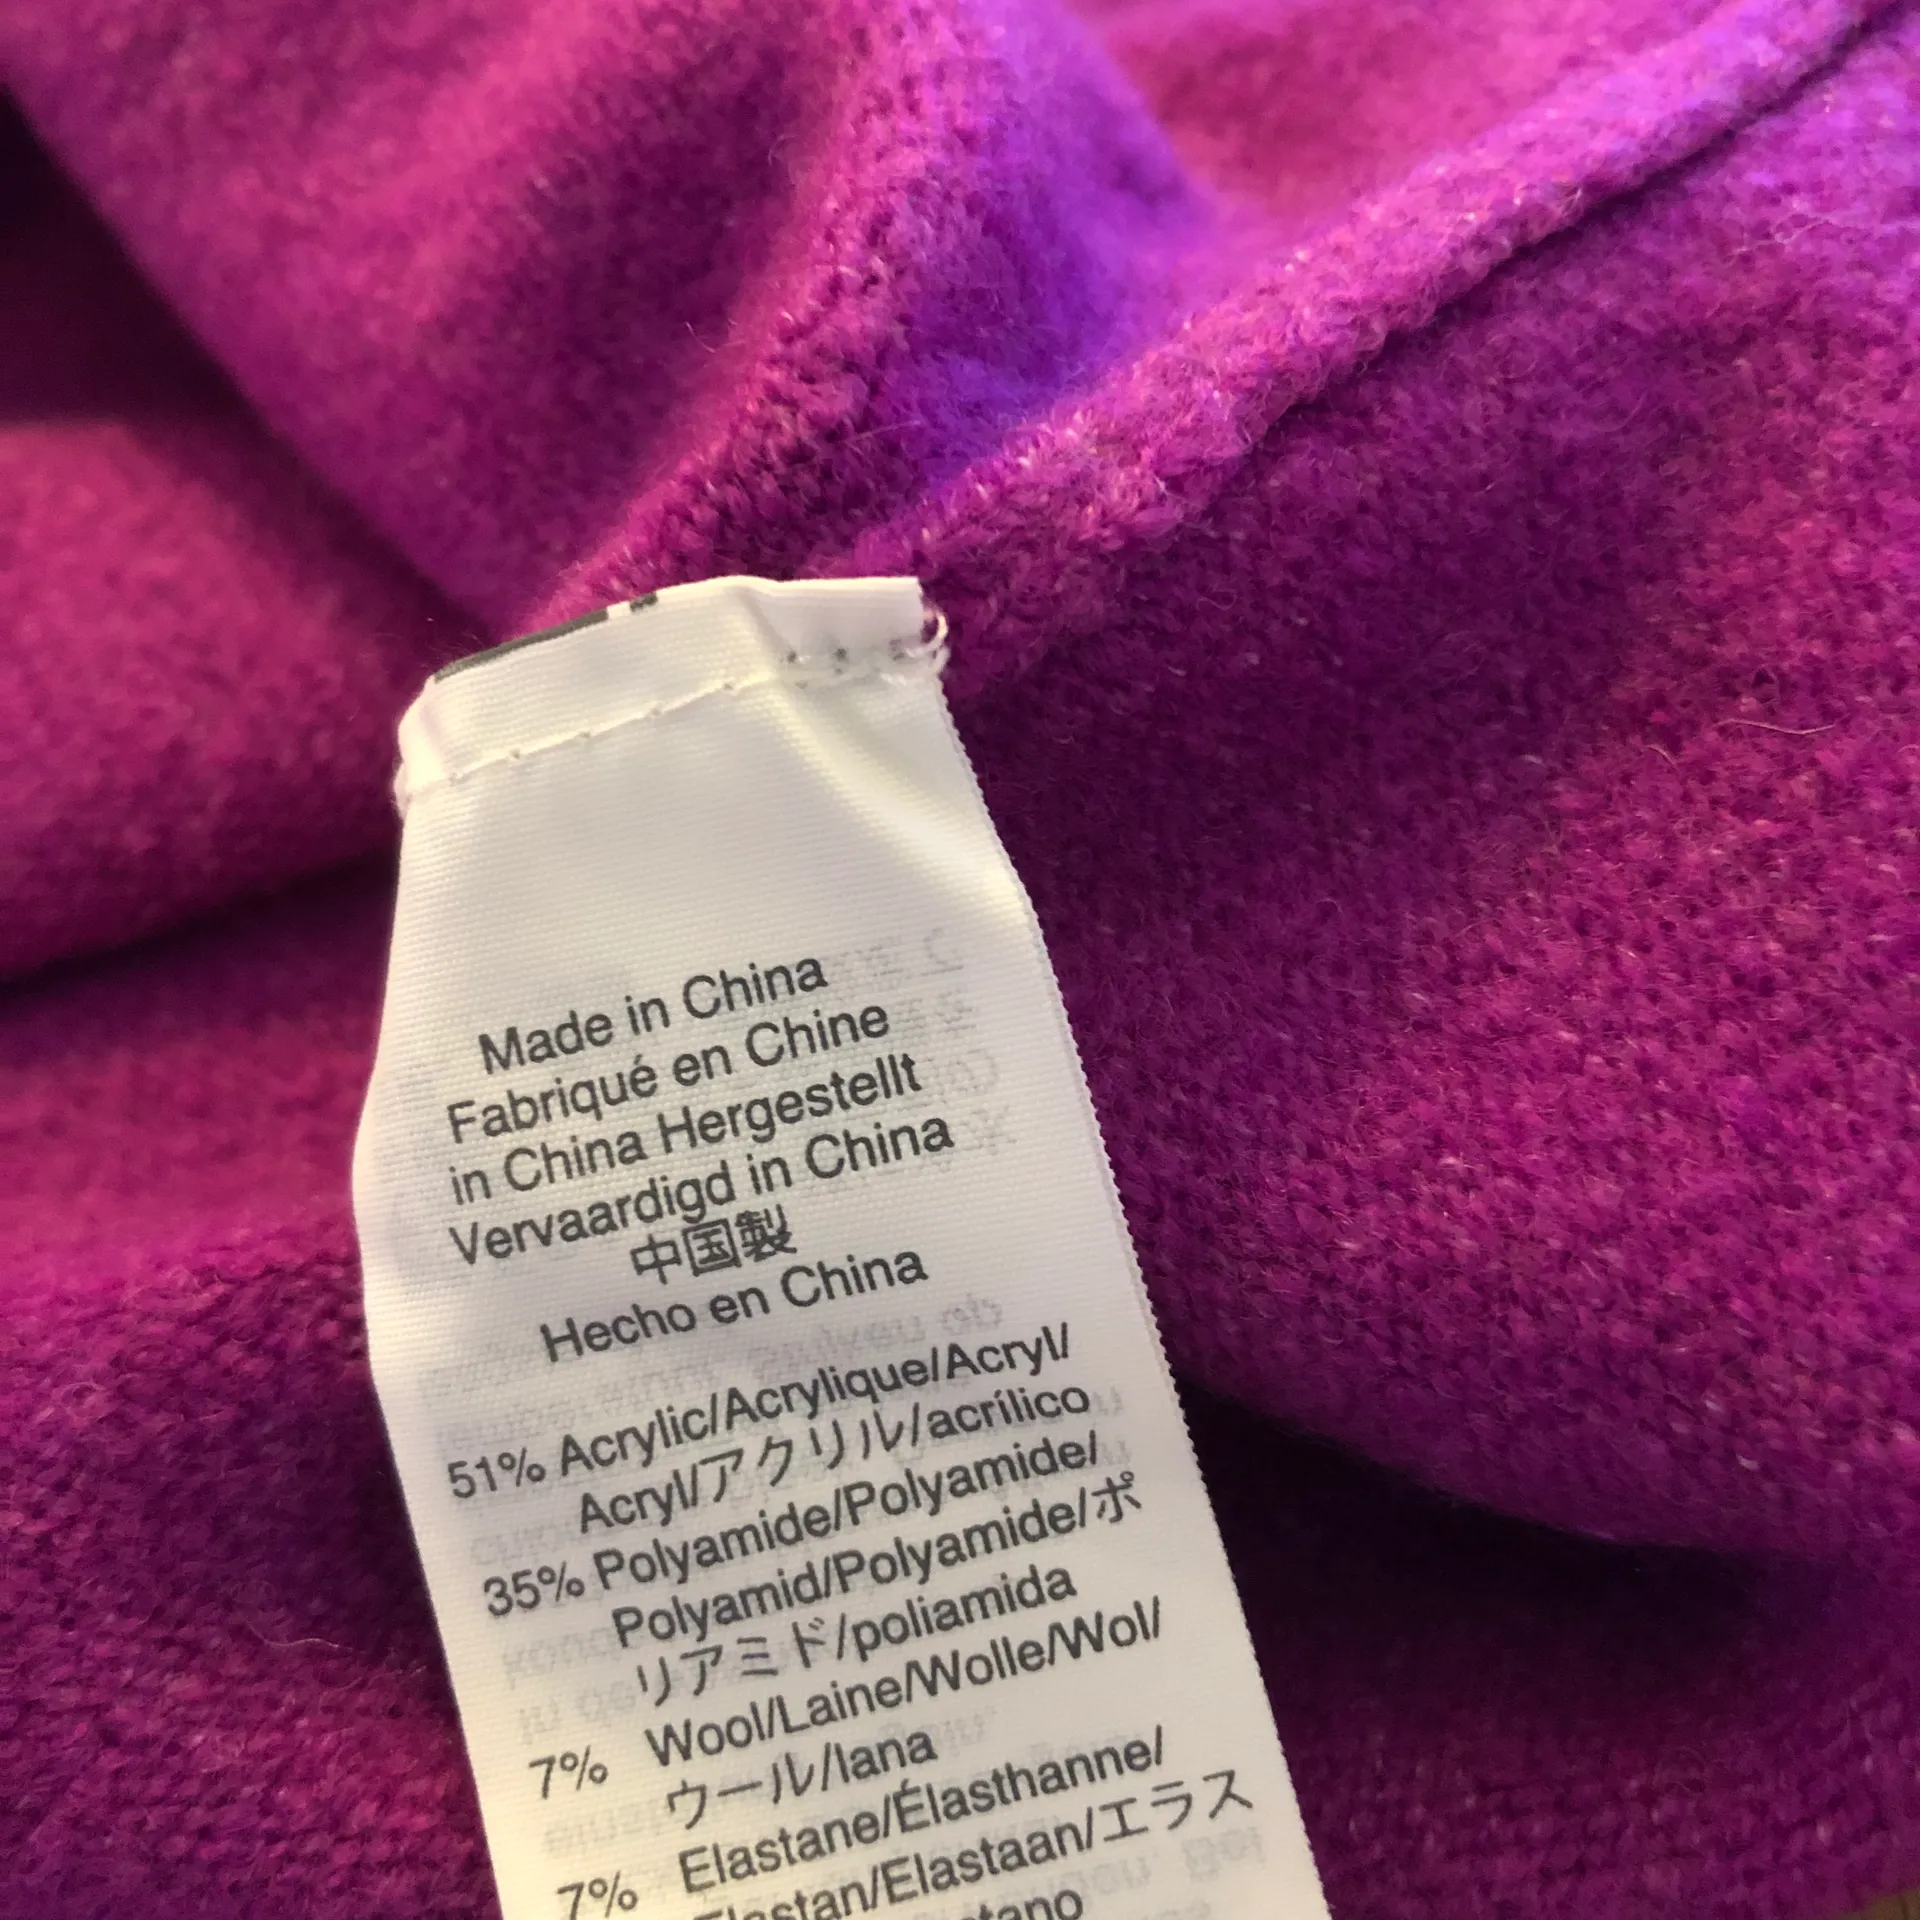 Made in China
Fabriqué en Chine
in China Hergestellt
Vervaardigd in China
中国製
Hecho en China
51% Acrylic/Acrylique/Acryl/
Acryl/アクリル/acrílico
35% Polyamide/Polyamide/
Polyamid/Polyamide/ポ
リアミド/poliamida
7% Wool/Laine/Wolle/Wol/
ウール/lana
7% Elastane/Élasthanne/
Elastan/Elastaan/エラス